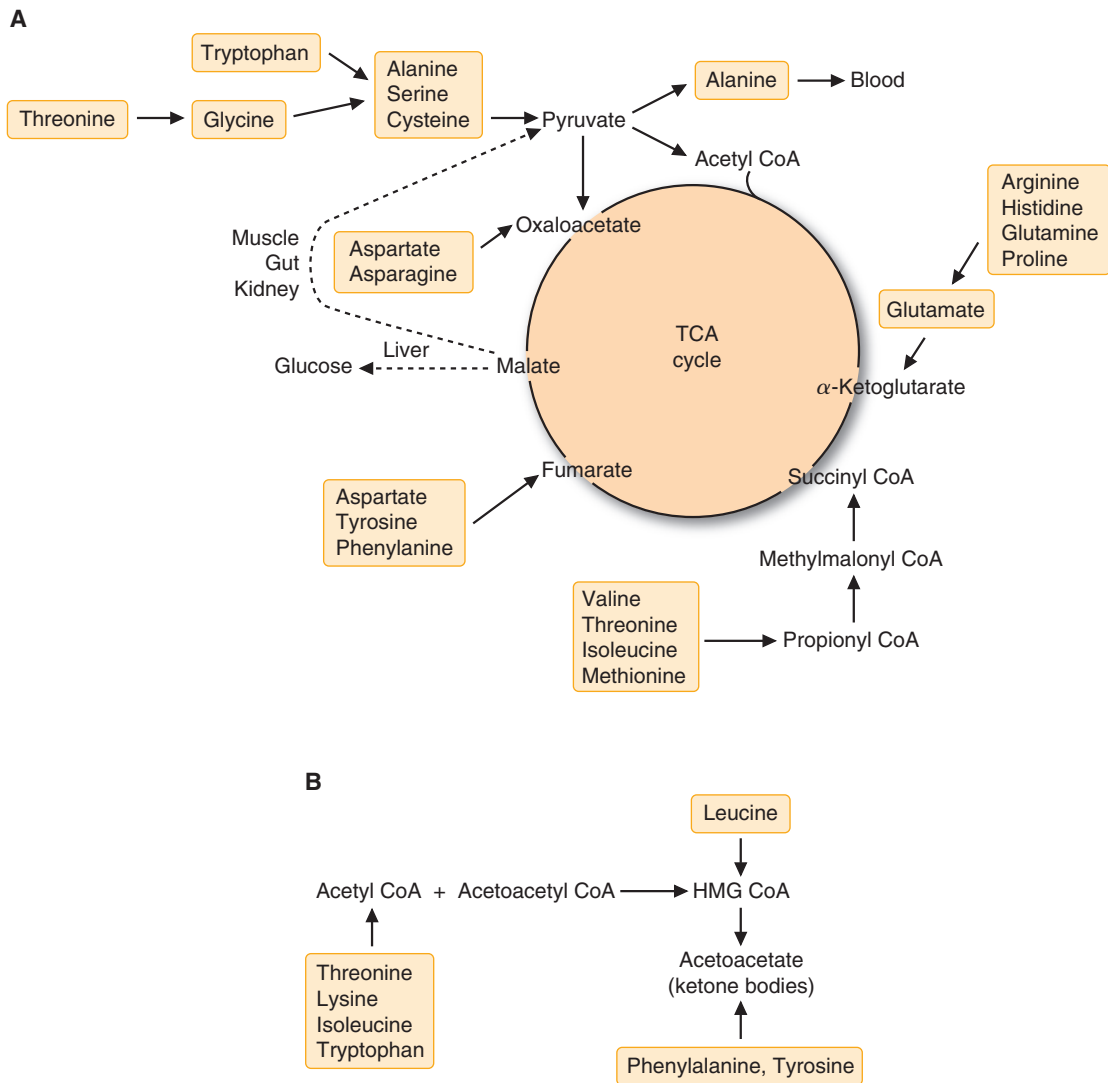 A
Tryptophan
Threonine
Glycine
Alanine
Serine
Cysteine
Pyruvate
Alanine
Blood
Acetyl CoA
Arginine
Histidine
Glutamine
Proline
Oxaloacetate
Muscle
Gut
Kidney
Aspartate
Asparagine
Glutamate
TCA
cycle
Glucose
Liver
Malate
α-Ketoglutarate
Fumarate
Succinyl CoA
Aspartate
Tyrosine
Phenylanine
Methylmalonyl CoA
Valine
Threonine
Isoleucine
Methionine
Propionyl CoA
B
Leucine
Acetyl CoA + Acetoacetyl CoA
HMG CoA
Threonine
Lysine
Isoleucine
Tryptophan
Acetoacetate
(ketone bodies)
Phenylalanine, Tyrosine